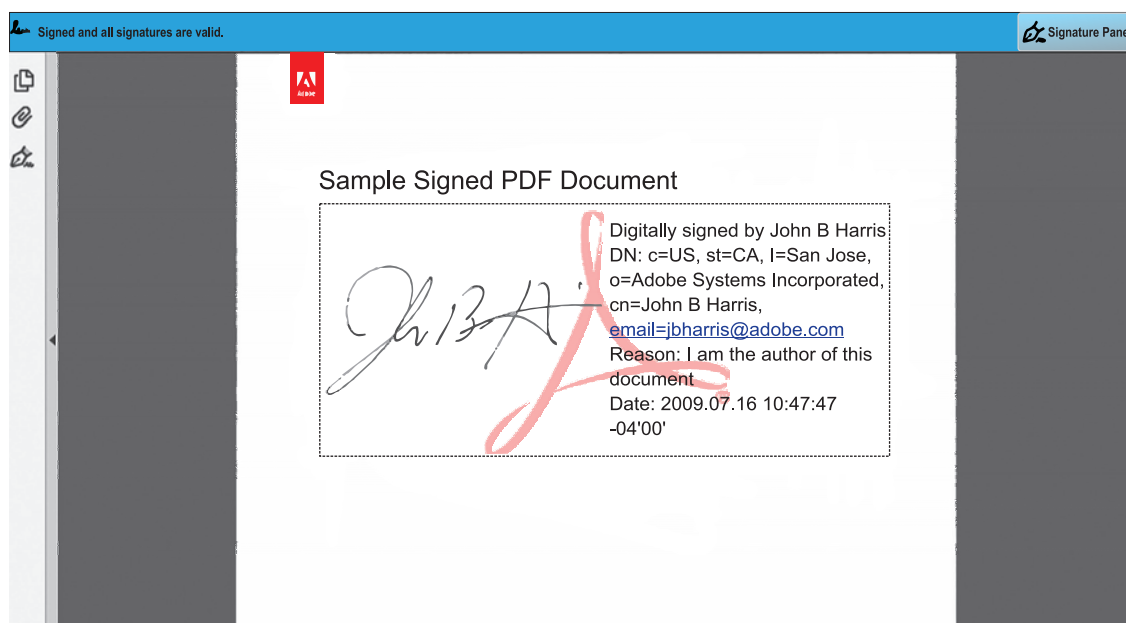 Signed and all signatures are valid.
Signature Pane
Adobe
Sample Signed PDF Document
Digitally signed by John B Harris
DN: c=US, st=CA, l=San Jose,
o=Adobe Systems Incorporated,
cn=John B Harris,
email=jbharris@adobe.com
Reason: I am the author of this
document
Date: 2009.07.16 10:47:47
-04'00'